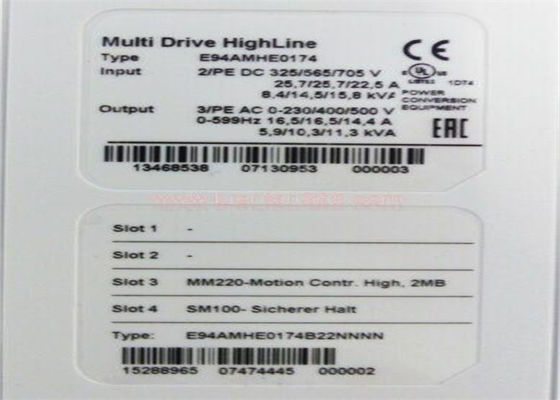 Multi Drive HighLine
Type E94AMHE0174
Input 2/PE DC 325/565/705 V
25,7/25,7/22,5 A
8,4/14,5/15,8 kVA
Output 3/PE AC 0-230/400/500 V
0-599Hz 16,5/16,5/14,4 A
5,9/10,3/11,3 kVA
CE
UL US LISTED 1D74
POWER
CONVERSION
EQUIPMENT
EAC
13468538 07130953 000003
Slot 1 -
Slot 2 -
Slot 3 MM220-Motion Contr. High, 2MB
Slot 4 SM100- Sicherer Halt
Type: E94AMHE0174B22NNNN
15288965 07474445 000002